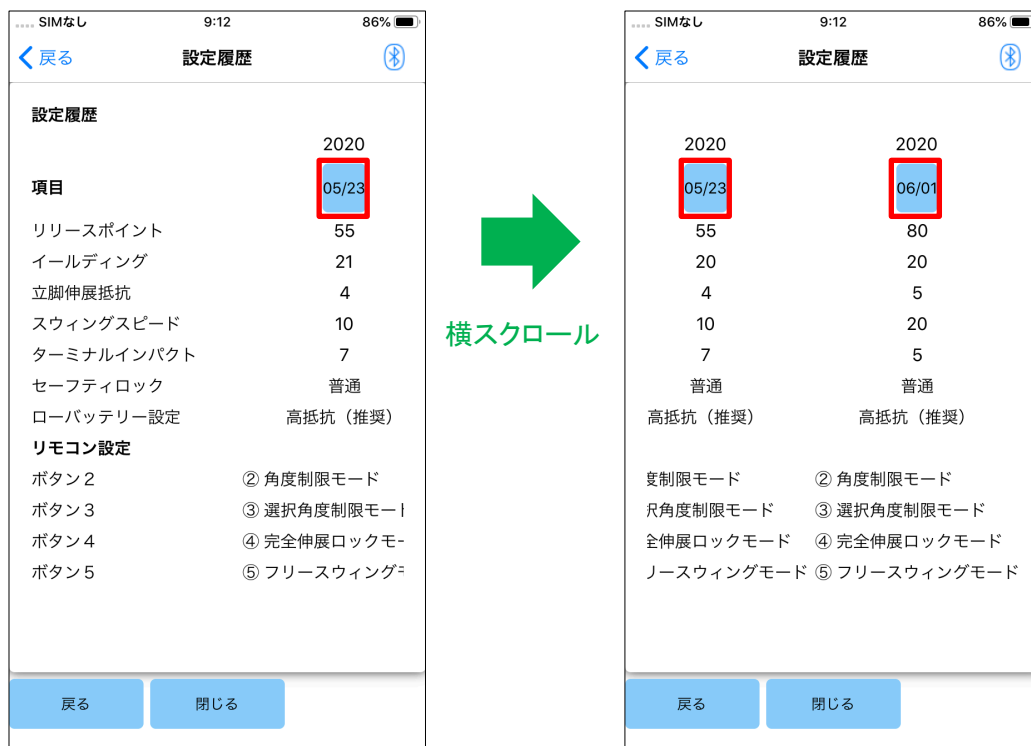 SIMなし 9:12 86%
戻る 設定履歴
設定履歴
2020
項目 05/23
リリースポイント 55
イールディング 21
立脚伸展抵抗 4
スウィングスピード 10
ターミナルインパクト 7
セーフティロック 普通
ローバッテリー設定 高抵抗（推奨）
リモコン設定
ボタン２ ② 角度制限モード
ボタン３ ③ 選択角度制限モード
ボタン４ ④ 完全伸展ロックモー
ボタン５ ⑤ フリースウィングモ
戻る 閉じる
横スクロール
SIMなし 9:12 86%
戻る 設定履歴
2020 2020
05/23 06/01
55 80
20 20
4 5
10 20
7 5
普通 普通
高抵抗（推奨） 高抵抗（推奨）
度制限モード ② 角度制限モード
択角度制限モード ③ 選択角度制限モード
全伸展ロックモード ④ 完全伸展ロックモード
リースウィングモード ⑤ フリースウィングモード
戻る 閉じる